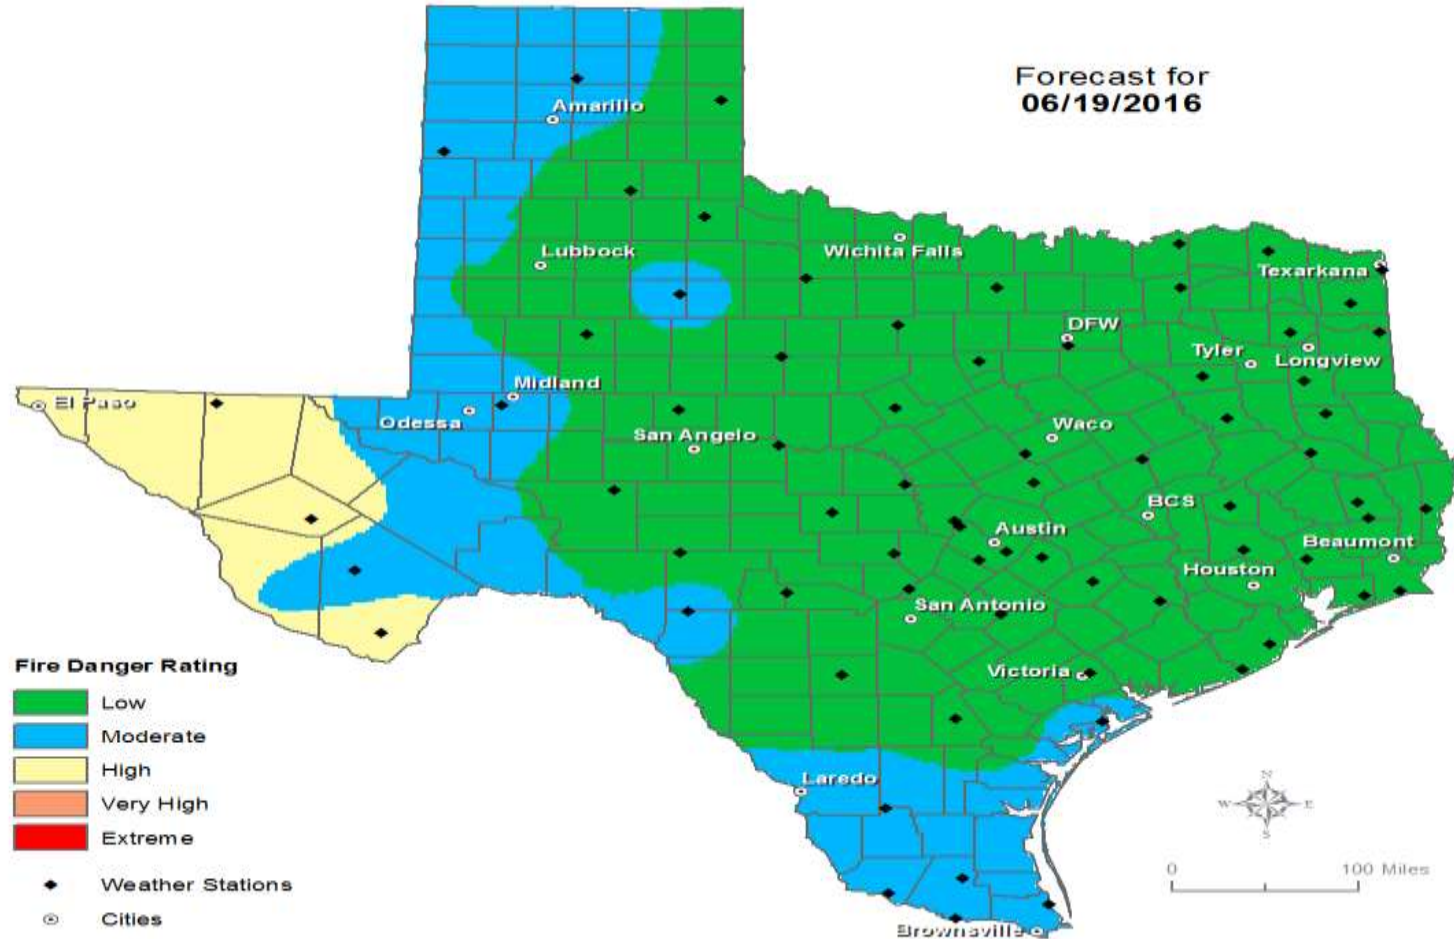 Forecast for
06/19/2016
Amarillo
Lubbock
Wichita Falls
Texarkana
DFW
Tyler
Longview
Midland
El Paso
Odessa
San Angelo
Waco
BCS
Austin
Beaumont
Houston
San Antonio
Victoria
Fire Danger Rating
Low
Moderate
High
Very High
Extreme
Weather Stations
Cities
Laredo
Brownsville
N
W
E
S
0
100 Miles